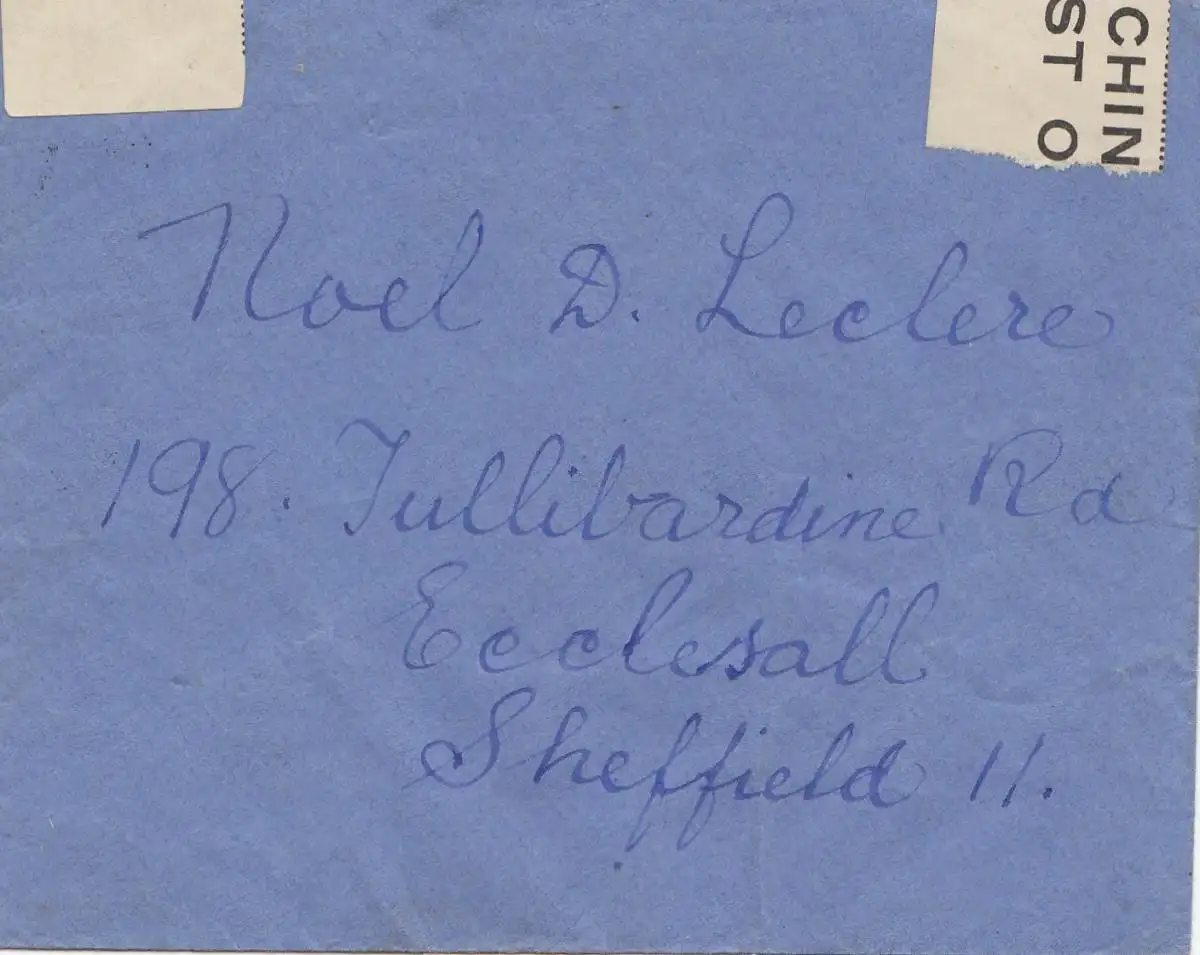 CHIN
ST O
Noel D. Leclere
198. Tullibardine Rd
Ecclesall
Sheffield 11.